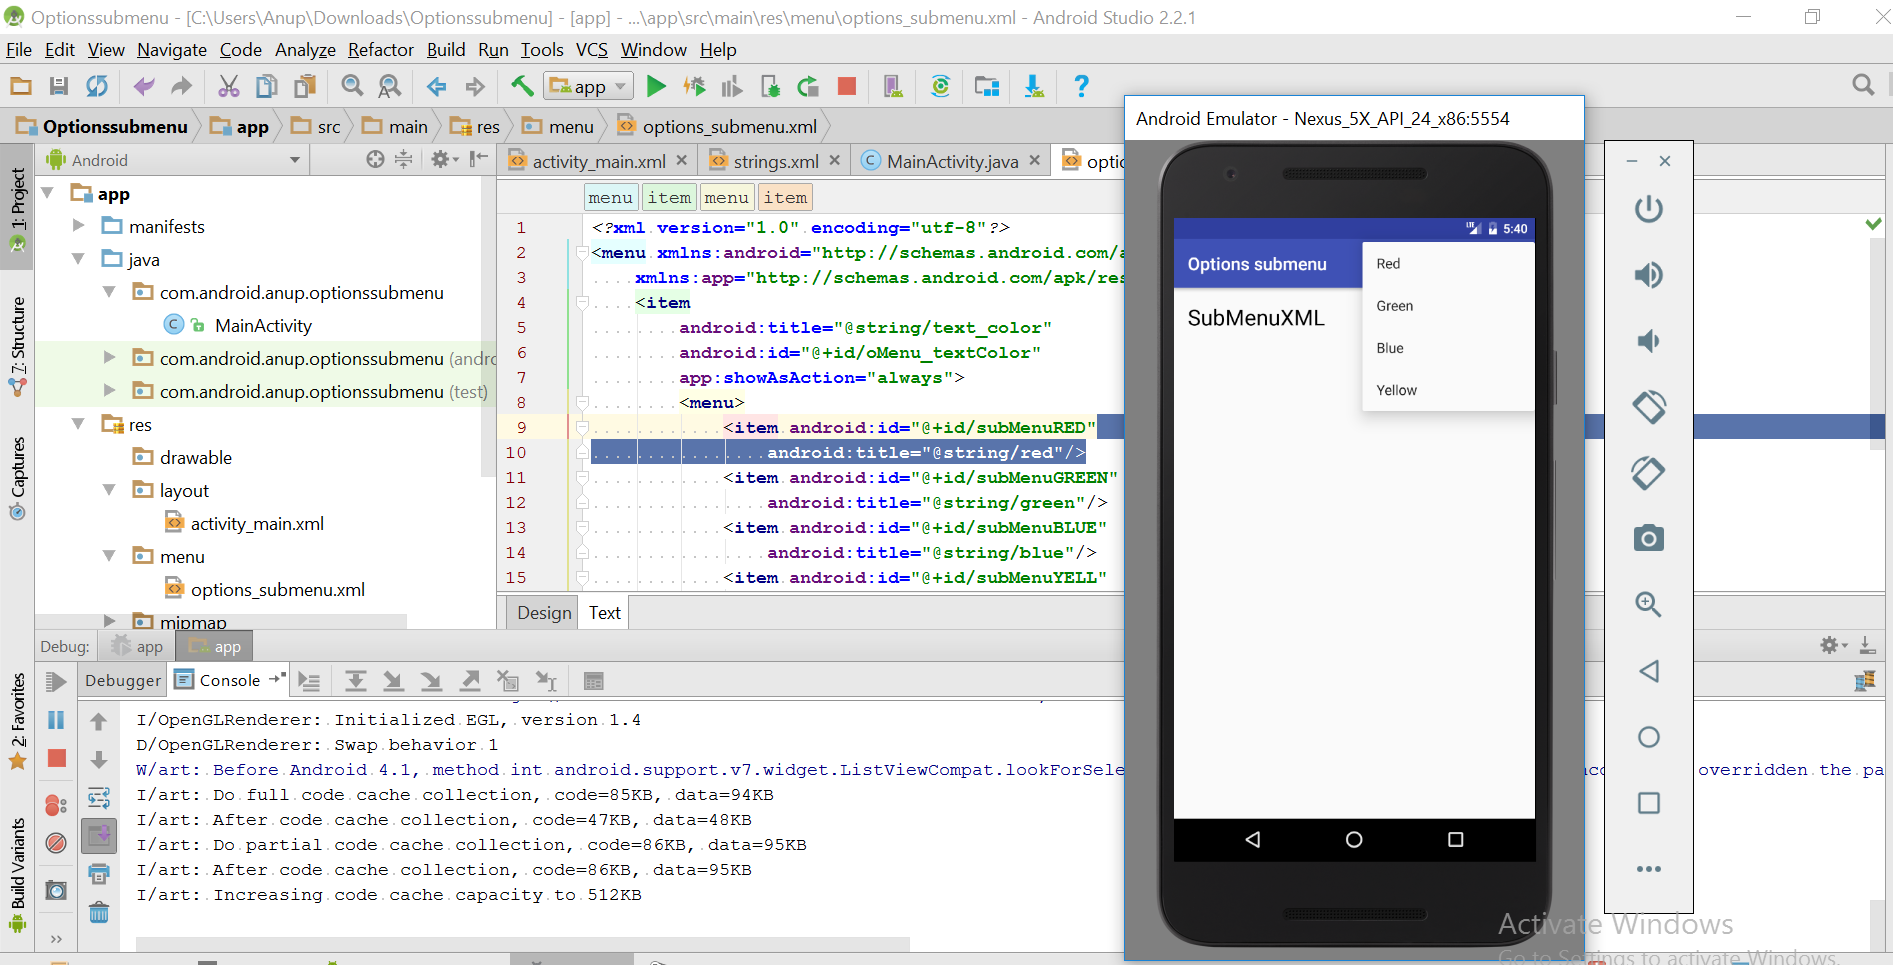 Optionssubmenu - [C:\Users\Anup\Downloads\Optionssubmenu] - [app] - ...\app\src\main\res\menu\options_submenu.xml - Android Studio 2.2.1
File Edit View Navigate Code Analyze Refactor Build Run Tools VCS Window Help
app
Optionssubmenu app src main res menu options_submenu.xml
Android
activity_main.xml strings.xml MainActivity.java optio
1: Project
7: Structure
Captures
2: Favorites
Build Variants
app
manifests
java
com.android.anup.optionssubmenu
MainActivity
com.android.anup.optionssubmenu (andro
com.android.anup.optionssubmenu (test)
res
drawable
layout
activity_main.xml
menu
options_submenu.xml
mipmap
menu item menu item
1 <?xml version="1.0" encoding="utf-8"?>
2 <menu xmlns:android="http://schemas.android.com/a
3 xmlns:app="http://schemas.android.com/apk/res
4 <item
5 android:title="@string/text_color"
6 android:id="@+id/oMenu_textColor"
7 app:showAsAction="always">
8 <menu>
9 <item android:id="@+id/subMenuRED"
10 android:title="@string/red"/>
11 <item android:id="@+id/subMenuGREEN"
12 android:title="@string/green"/>
13 <item android:id="@+id/subMenuBLUE"
14 android:title="@string/blue"/>
15 <item android:id="@+id/subMenuYELL"
Design Text
Debug: app app
Debugger Console
I/OpenGLRenderer: Initialized EGL, version 1.4
D/OpenGLRenderer: Swap behavior 1
W/art: Before Android 4.1, method int android.support.v7.widget.ListViewCompat.lookForSele overridden the pa
I/art: Do full code cache collection, code=85KB, data=94KB
I/art: After code cache collection, code=47KB, data=48KB
I/art: Do partial code cache collection, code=86KB, data=95KB
I/art: After code cache collection, code=86KB, data=95KB
I/art: Increasing code cache capacity to 512KB
Android Emulator - Nexus_5X_API_24_x86:5554
LTE 5:40
Options submenu
SubMenuXML
Red
Green
Blue
Yellow
Activate Windows
Go to Settings to activate Windows.